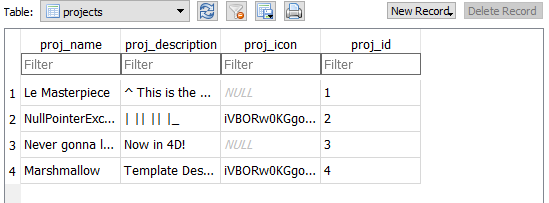 Table: projects New Record Delete Record
proj_name proj_description proj_icon proj_id
Filter Filter Filter Filter
1 Le Masterpiece ^ This is the ... NULL 1
2 NullPointerExc... | || || |_ iVBORw0KGgo... 2
3 Never gonna l... Now in 4D! NULL 3
4 Marshmallow Template Des... iVBORw0KGgo... 4